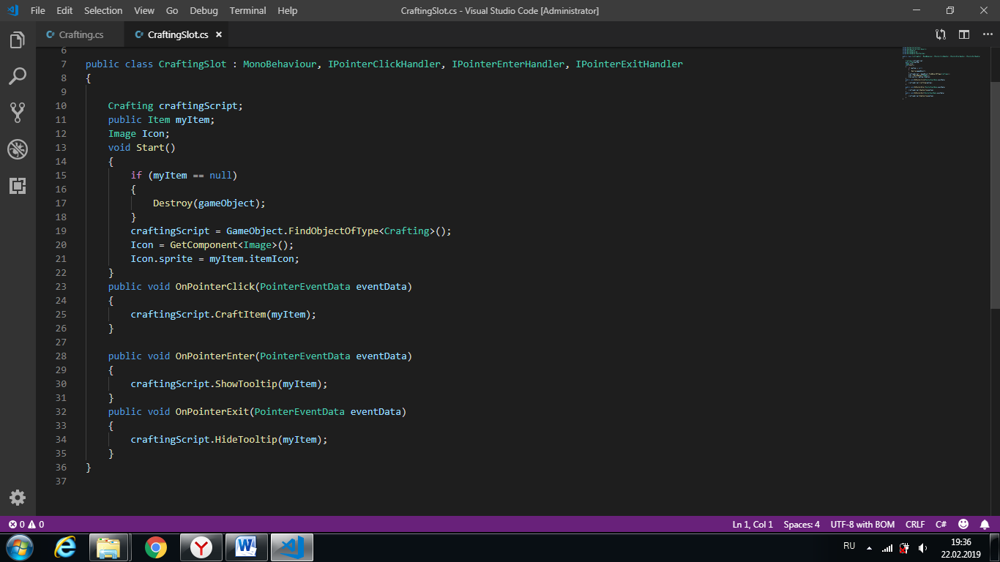 File Edit Selection View Go Debug Terminal Help CraftingSlot.cs - Visual Studio Code [Administrator]
Crafting.cs CraftingSlot.cs ×
6
7 public class CraftingSlot : MonoBehaviour, IPointerClickHandler, IPointerEnterHandler, IPointerExitHandler
8 {
9
10 Crafting craftingScript;
11 public Item myItem;
12 Image Icon;
13 void Start()
14 {
15 if (myItem == null)
16 {
17 Destroy(gameObject);
18 }
19 craftingScript = GameObject.FindObjectOfType<Crafting>();
20 Icon = GetComponent<Image>();
21 Icon.sprite = myItem.itemIcon;
22 }
23 public void OnPointerClick(PointerEventData eventData)
24 {
25 craftingScript.CraftItem(myItem);
26 }
27
28 public void OnPointerEnter(PointerEventData eventData)
29 {
30 craftingScript.ShowTooltip(myItem);
31 }
32 public void OnPointerExit(PointerEventData eventData)
33 {
34 craftingScript.HideTooltip(myItem);
35 }
36 }
37
0 0 Ln 1, Col 1 Spaces: 4 UTF-8 with BOM CRLF C#
RU 19:36
22.02.2019